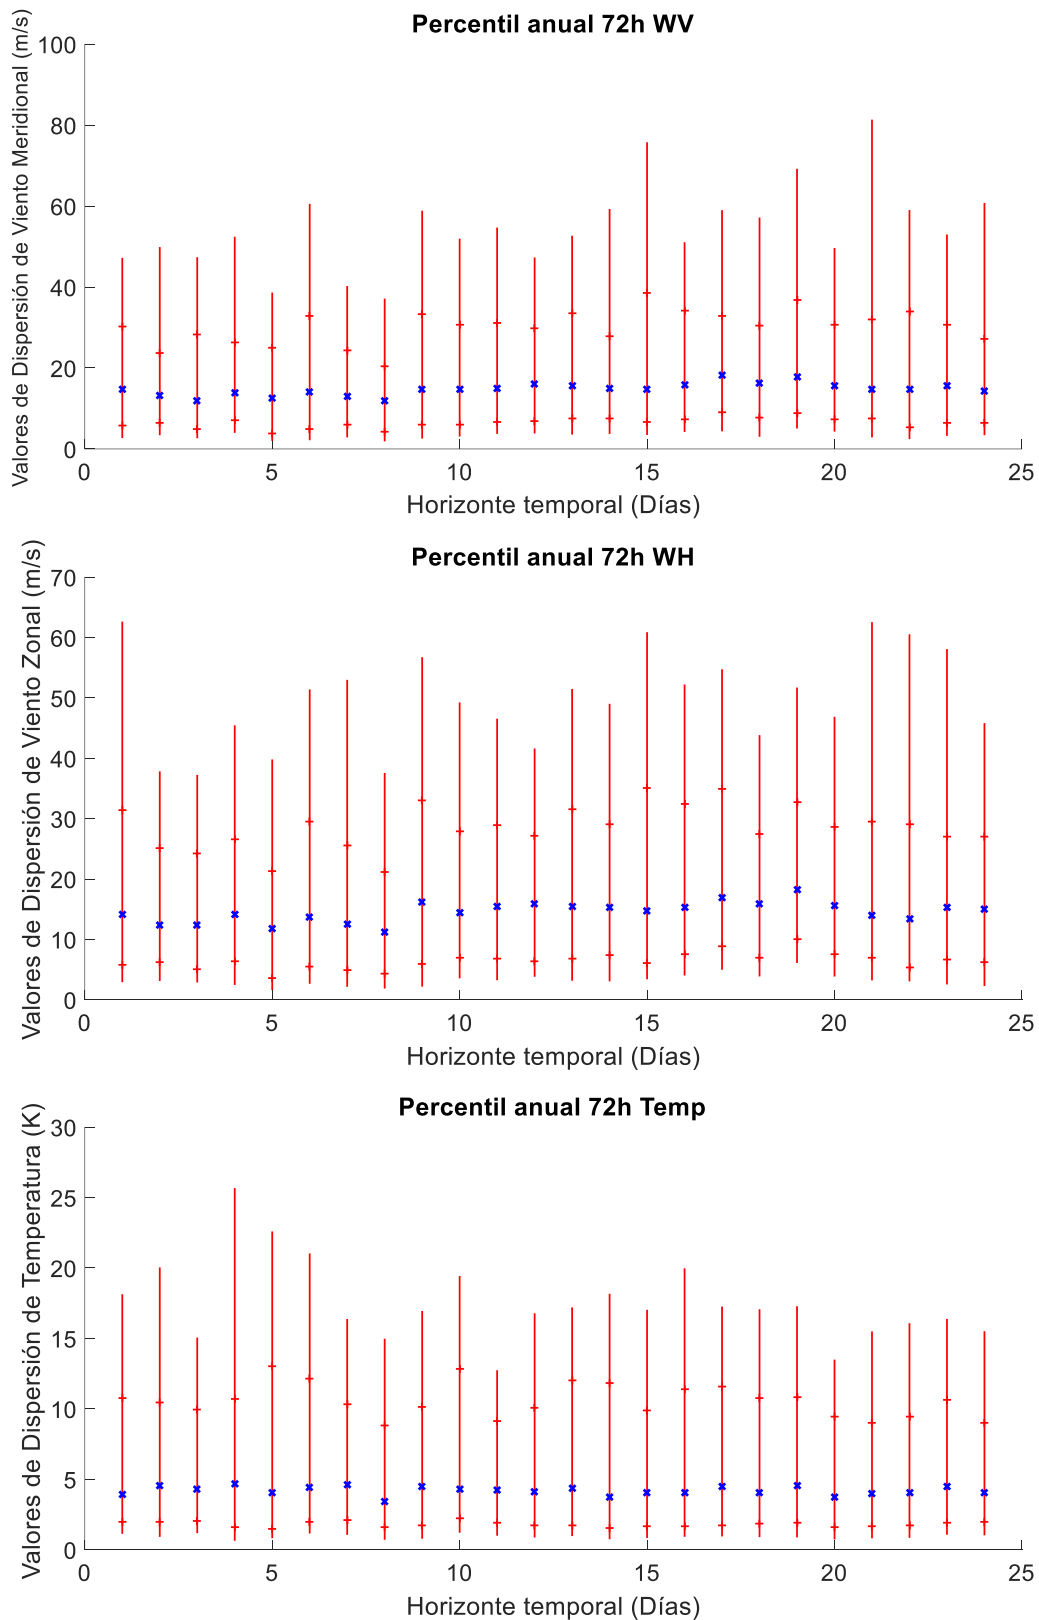 Percentil anual 72h WV
Valores de Dispersión de Viento Meridional (m/s)
100
80
60
40
20
0
0 5 10 15 20 25
Horizonte temporal (Días)
Percentil anual 72h WH
Valores de Dispersión de Viento Zonal (m/s)
70
60
50
40
30
20
10
0
0 5 10 15 20 25
Horizonte temporal (Días)
Percentil anual 72h Temp
Valores de Dispersión de Temperatura (K)
30
25
20
15
10
5
0
0 5 10 15 20 25
Horizonte temporal (Días)